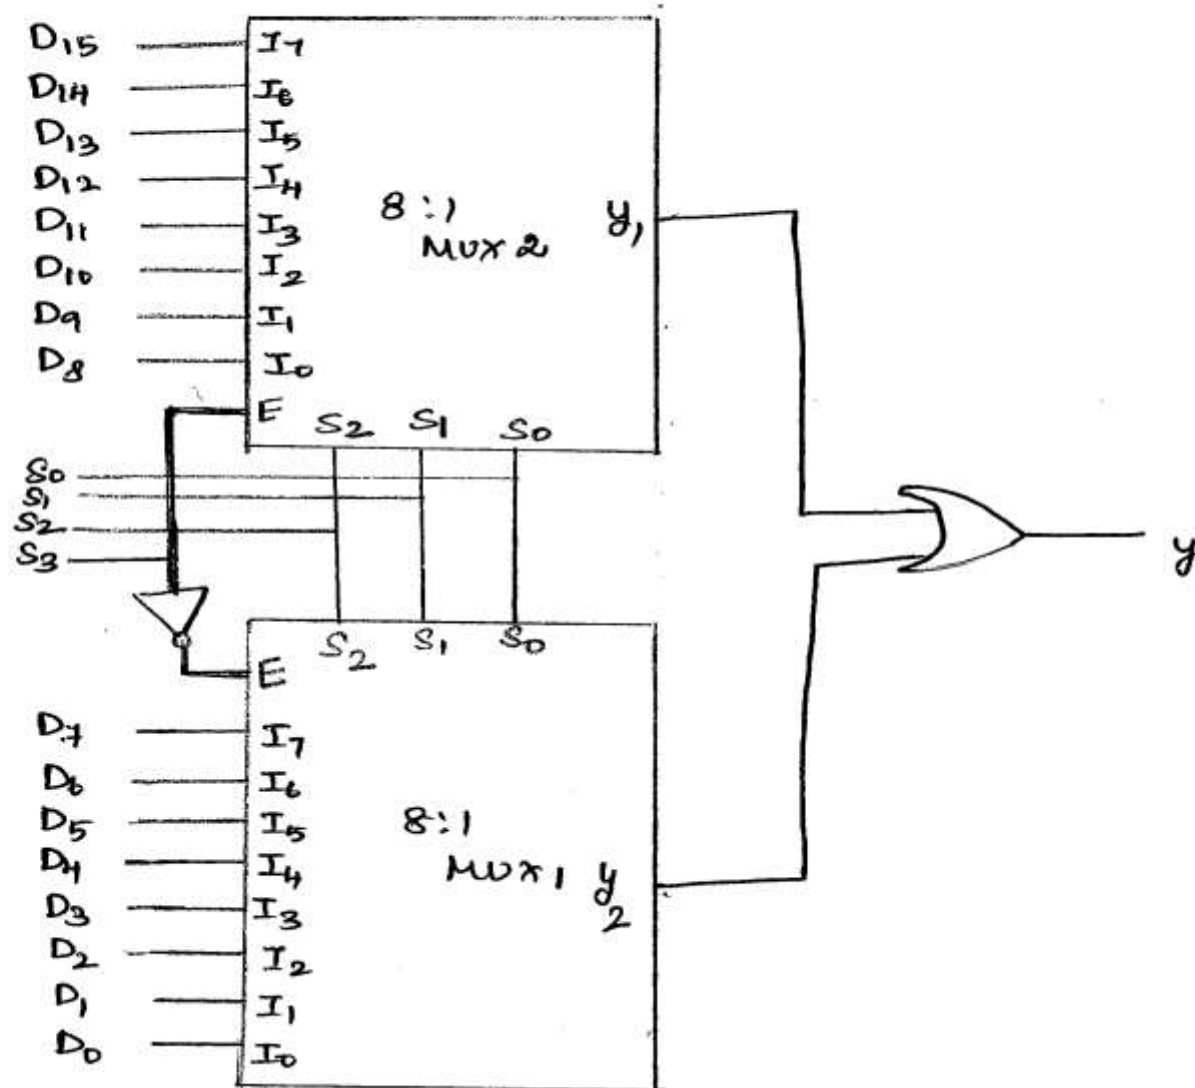 D15 I7
D14 I6
D13 I5
D12 I4
D11 I3
8:1 y1
MUX 2
D10 I2
D9 I1
D8 I0
E S2 S1 S0
S0
S1
S2
S3
y
S2 S1 S0
E
D7 I7
D6 I6
D5 I5
8:1
D4 I4
MUX 1 y2
D3 I3
D2 I2
D1 I1
D0 I0